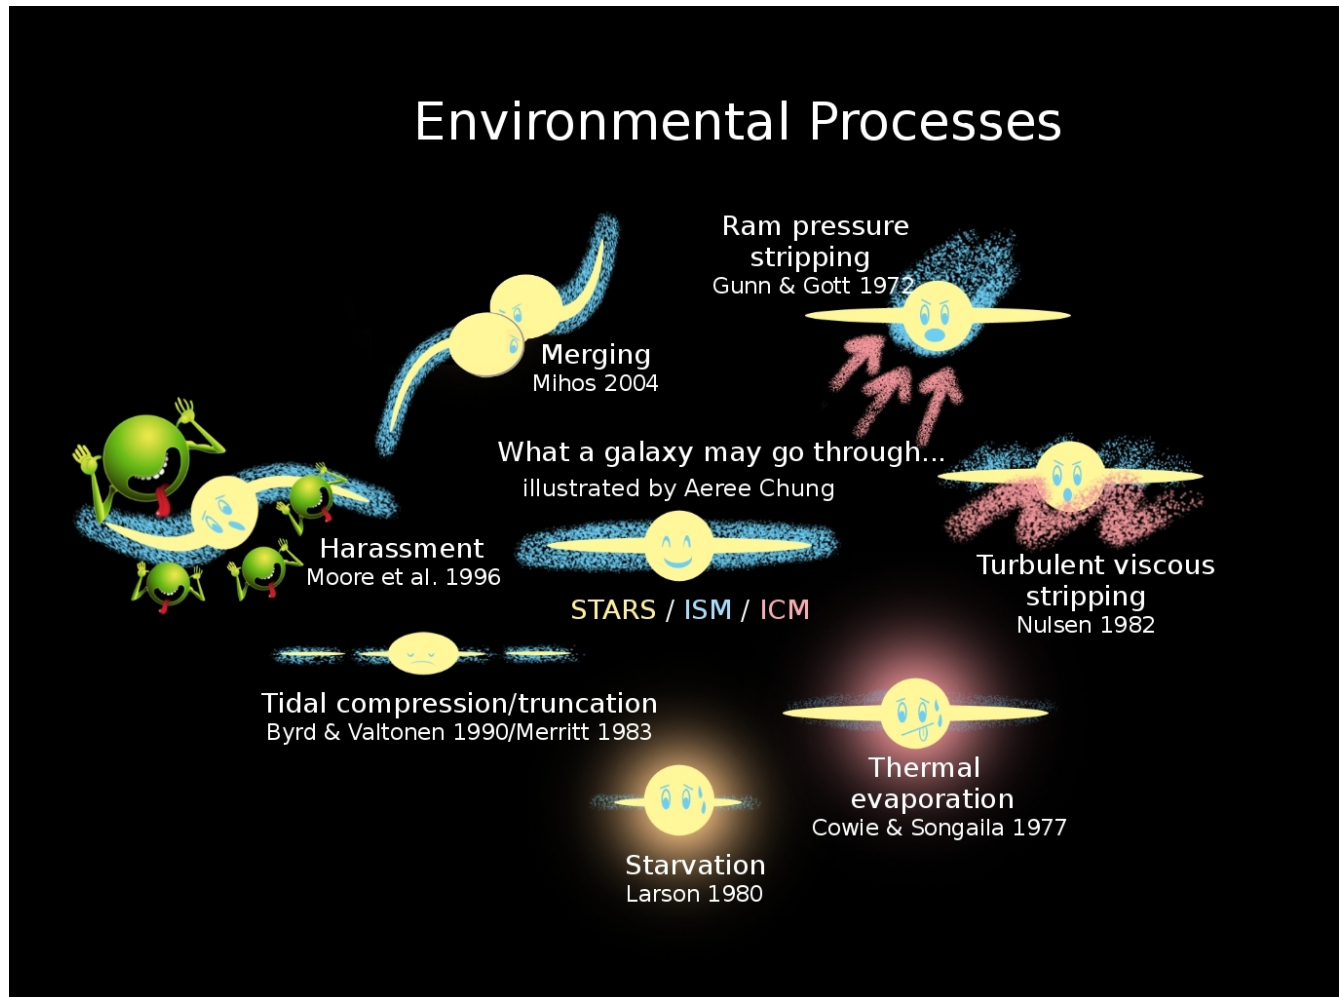 Environmental Processes
Ram pressure
stripping
Gunn & Gott 1972
Merging
Mihos 2004
What a galaxy may go through...
illustrated by Aeree Chung
STARS / ISM / ICM
Harassment
Moore et al. 1996
Turbulent viscous
stripping
Nulsen 1982
Tidal compression/truncation
Byrd & Valtonen 1990/Merritt 1983
Thermal
evaporation
Cowie & Songaila 1977
Starvation
Larson 1980